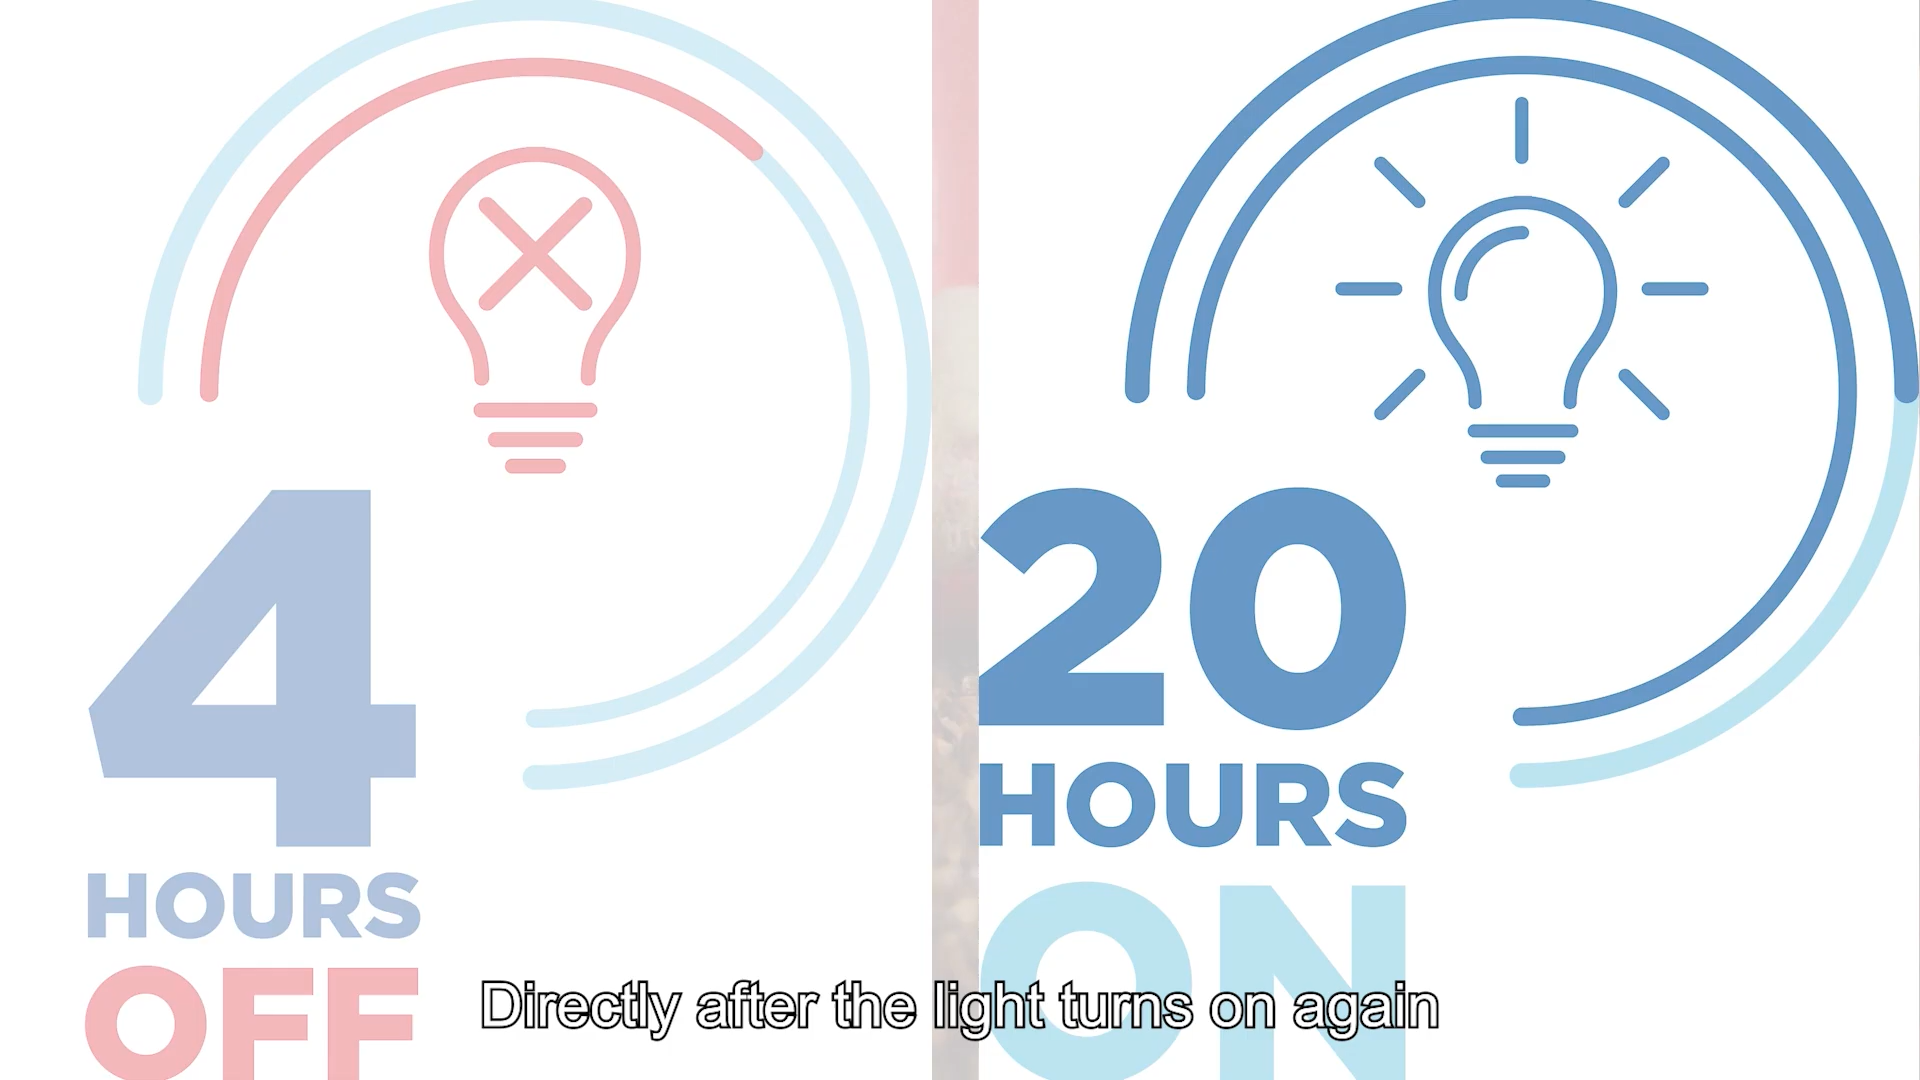 4
HOURS
OFF
20
HOURS
ON
Directly after the light turns on again